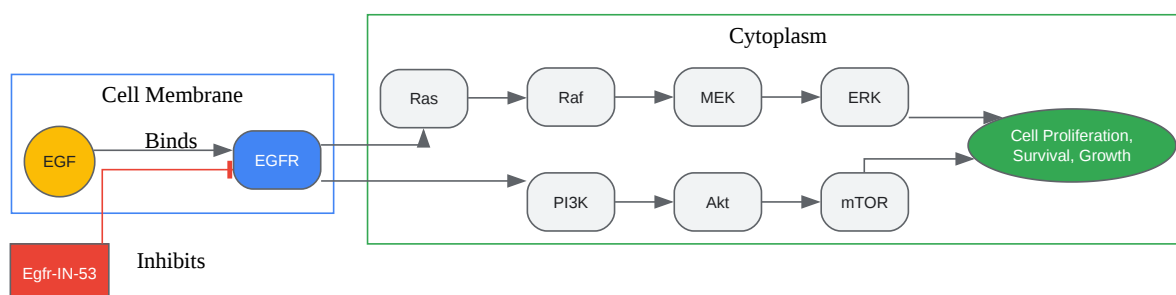 Cytoplasm
Cell Membrane
Ras
Raf
MEK
ERK
Binds
EGF
EGFR
Cell Proliferation,
Survival, Growth
PI3K
Akt
mTOR
Inhibits
Egfr-IN-53